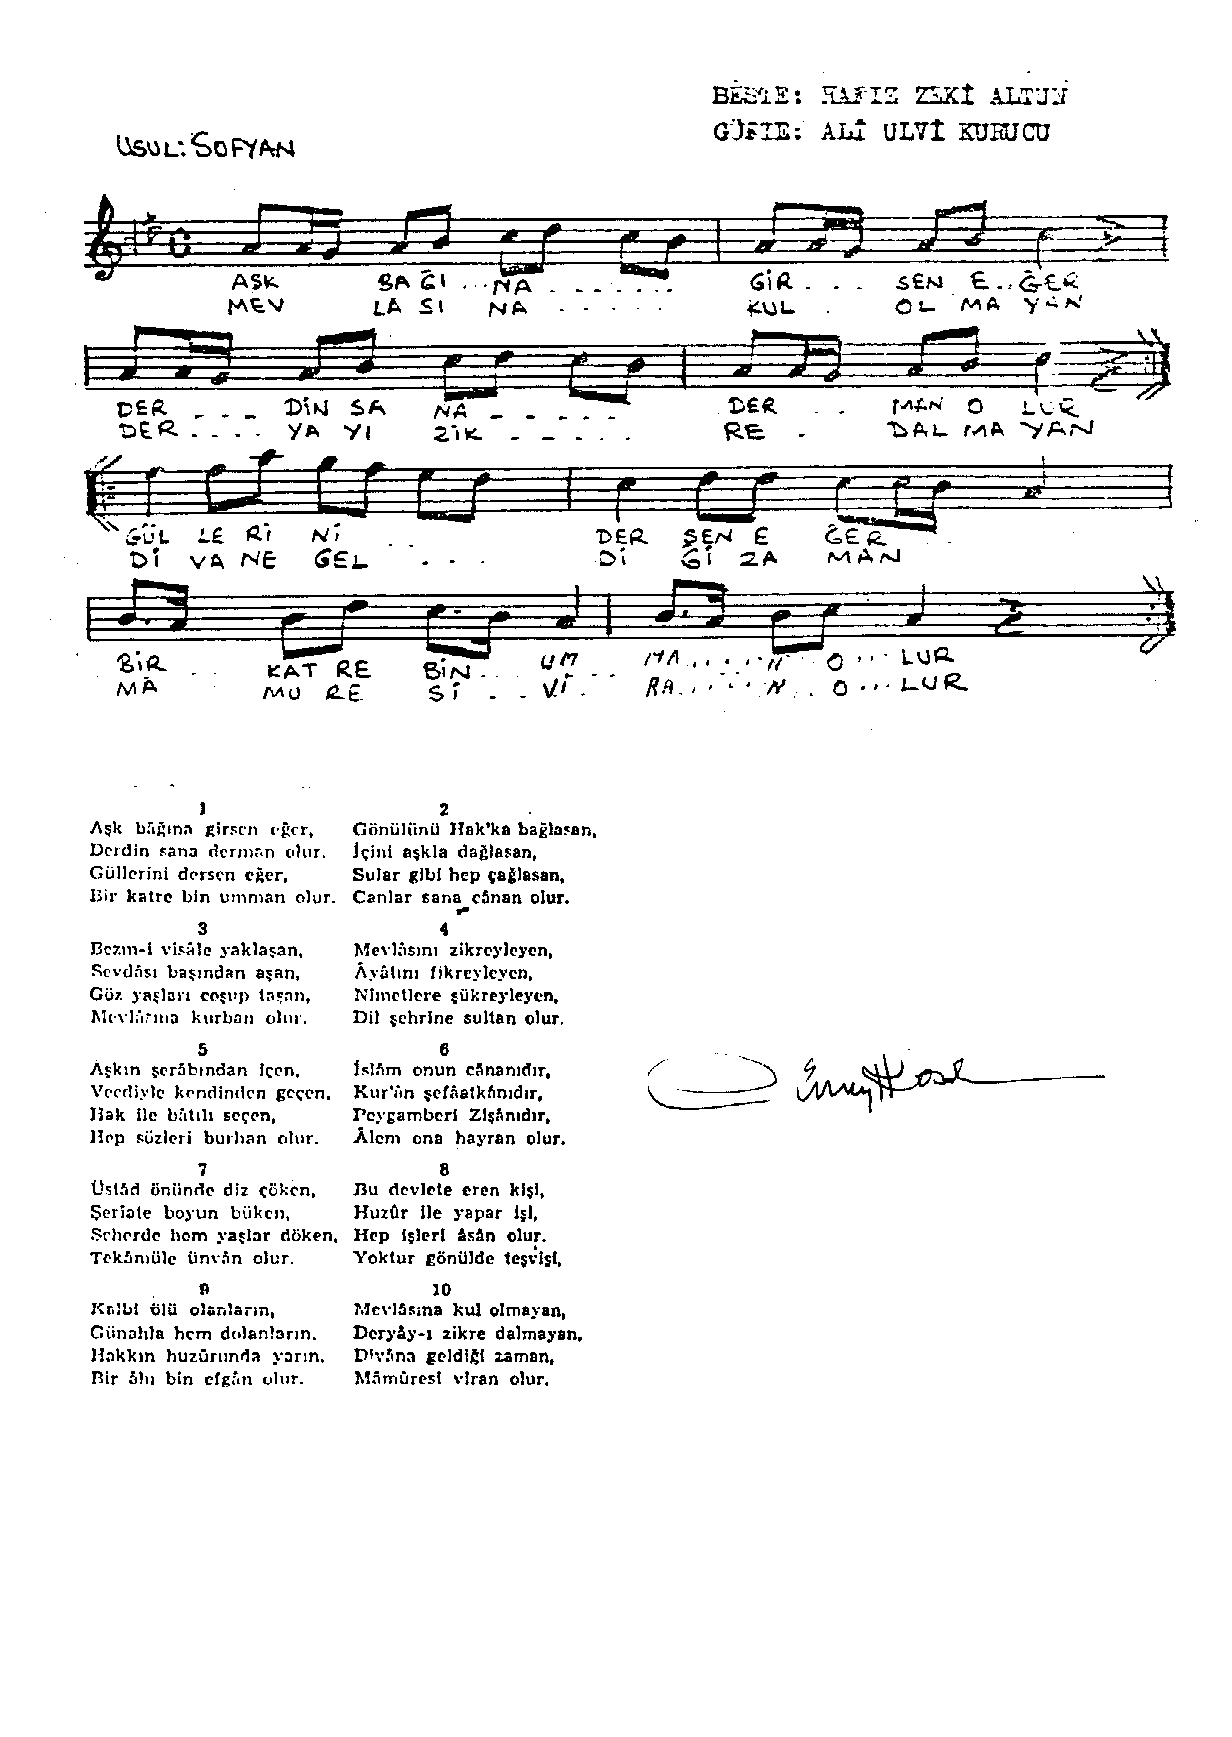 BESTE: HAFIZ ZEKİ ALTUN
GÜFTE: ALİ ULVİ KURUCU
USUL: SOFYAN
AŞK BA ĞI ... NA . . . . . . GİR . . . SEN E .. ĞER
MEV LA SI NA . . . . . KUL . OL MA YAN
DER _ _ _ DİN SA NA _ _ _ _ _ DER . . MAN O LUR
DER . . . . YA YI ZİK _ _ _ . . RE . DAL MA YAN
GÜL LE Rİ Nİ . . . DER SEN E ĞER . .
Dİ VA NE GEL . . . Dİ Ğİ ZA MAN
BİR . . KAT RE BİN . . UM . . MA . . . . . N . O ... LUR
MA MU RE Sİ . . Vİ . RA . . . . . N . . O ... LUR
1
Aşk bâğına girsen eğer,
Derdin sana derman olur.
Güllerini dersen eğer,
Bir katre bin umman olur.
2
Gönülünü Hak'ka bağlasan,
İçini aşkla dağlasan,
Sular gibi hep çağlasan,
Canlar sana cânan olur.
3
Bezm-i visâle yaklaşan,
Sevdâsı başından aşan,
Göz yaşları coşup taşan,
Mevlâsına kurban olur.
4
Mevlâsını zikreyleyen,
Âyâtını fikreyleyen,
Nimetlere şükreyleyen,
Dil şehrine sultan olur.
5
Aşkın şerâbından içen,
Vecdiyle kendinden geçen,
Hak ile bâtılı seçen,
Hep sözleri burhan olur.
6
İslâm onun cânanıdır,
Kur'ân şefâatkânıdır,
Peygamberi Zişânıdır,
Âlem ona hayran olur.
7
Üstâd önünde diz çöken,
Şeriate boyun büken,
Seherde hem yaşlar döken,
Tekâmüle ünvân olur.
8
Bu devlete eren kişi,
Huzûr ile yapar işi,
Hep işleri âsân olur.
Yoktur gönülde teşvişi,
9
Kalbi ölü olanların,
Günahla hem dolanların.
Hakkın huzûrunda yarın,
Bir âhı bin efgân olur.
10
Mevlâsına kul olmayan,
Deryây-ı zikre dalmayan,
Divâna geldiği zaman,
Mâmûresi viran olur.